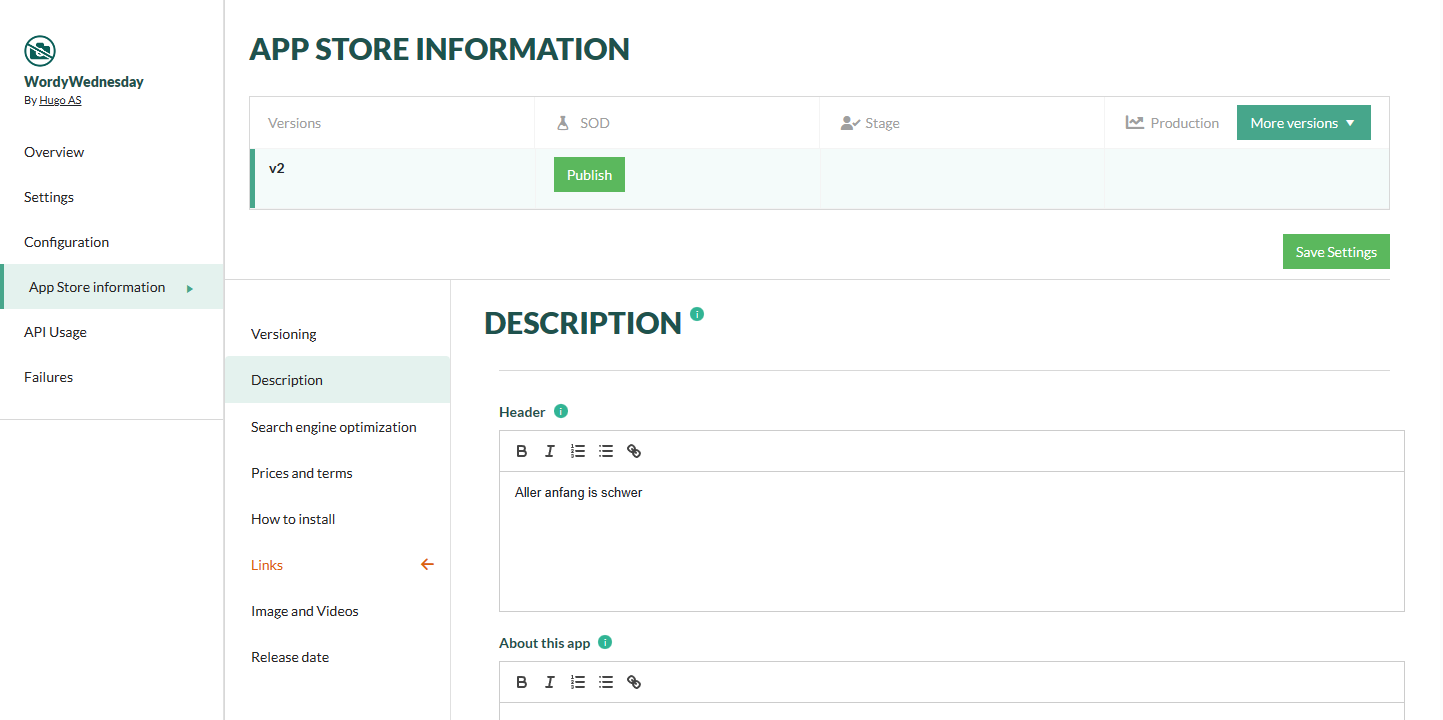 WordyWednesday
By Hugo AS
Overview
Settings
Configuration
App Store information
API Usage
Failures
APP STORE INFORMATION
Versions SOD Stage Production More versions
v2 Publish
Save Settings
Versioning
Description
Search engine optimization
Prices and terms
How to install
Links
Image and Videos
Release date
DESCRIPTION
Header
Aller anfang is schwer
About this app